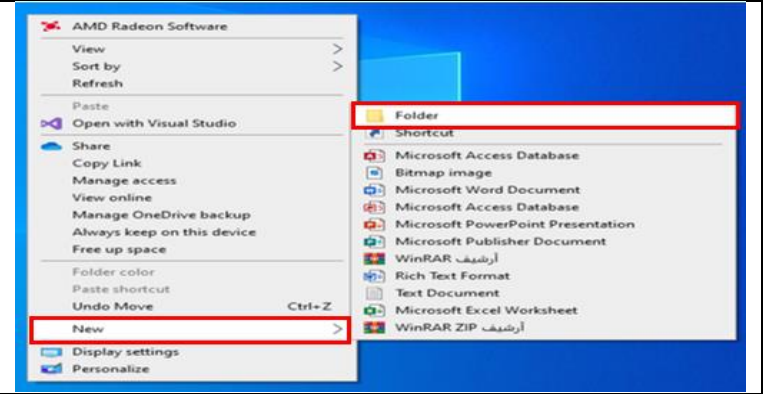 AMD Radeon Software
View
Sort by
Refresh
Paste
Open with Visual Studio
Share
Copy Link
Manage access
View online
Manage OneDrive backup
Always keep on this device
Free up space
Folder color
Paste shortcut
Undo Move Ctrl+Z
New
Display settings
Personalize
Folder
Shortcut
Microsoft Access Database
Bitmap image
Microsoft Word Document
Microsoft Access Database
Microsoft PowerPoint Presentation
Microsoft Publisher Document
أرشيف WinRAR
Rich Text Format
Text Document
Microsoft Excel Worksheet
أرشيف WinRAR ZIP